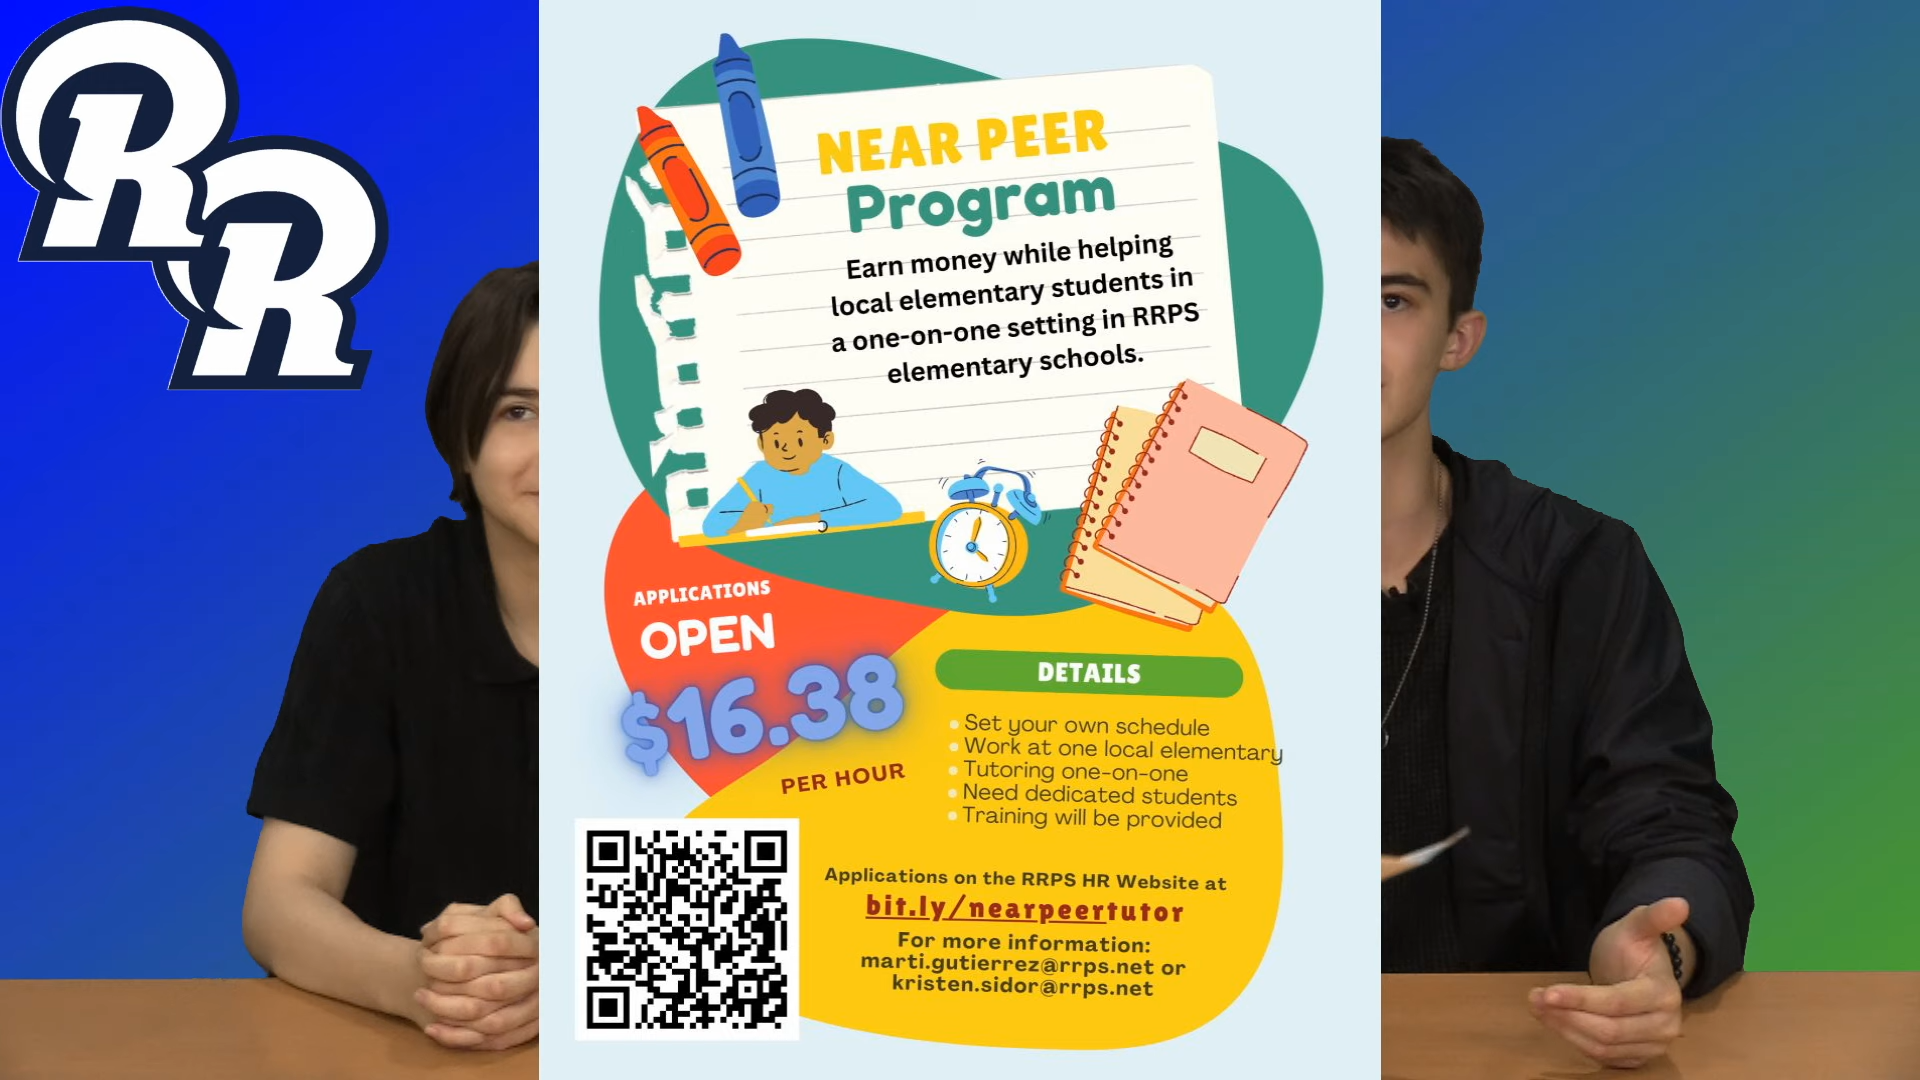 RR
NEAR PEER
Program
Earn money while helping
local elementary students in
a one-on-one setting in RRPS
elementary schools.
APPLICATIONS
OPEN
$16.38
PER HOUR
DETAILS
Set your own schedule
Work at one local elementary
Tutoring one-on-one
Need dedicated students
Training will be provided
Applications on the RRPS HR Website at
bit.ly/nearpeertutor
For more information:
marti.gutierrez@rrps.net or
kristen.sidor@rrps.net